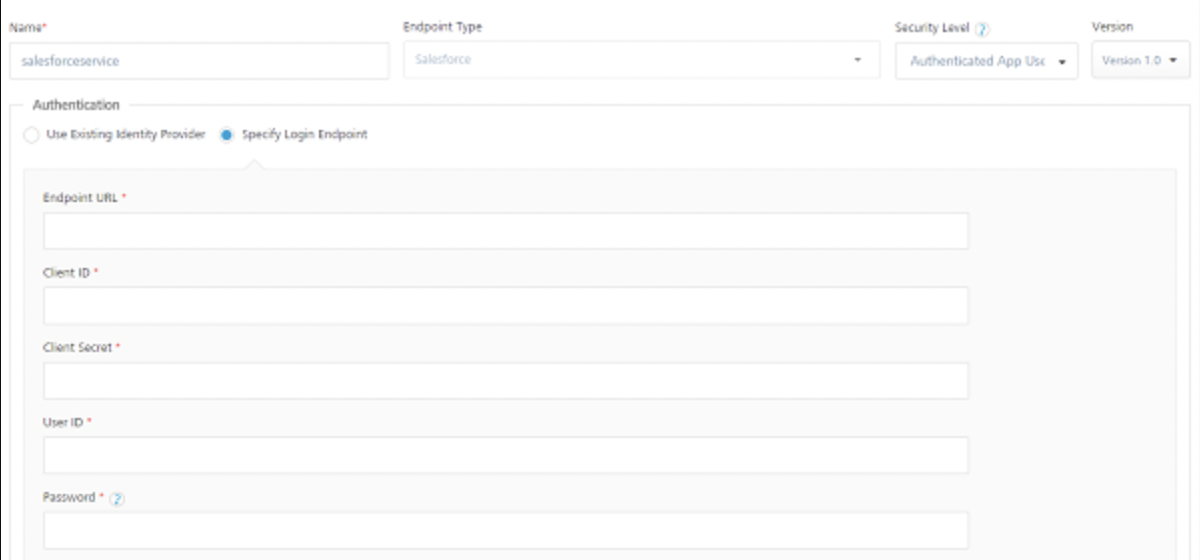 Name* Endpoint Type Security Level ? Version
salesforceservice Salesforce Authenticated App Use Version 1.0
Authentication
Use Existing Identity Provider Specify Login Endpoint
Endpoint URL *
Client ID *
Client Secret *
User ID *
Password * ?